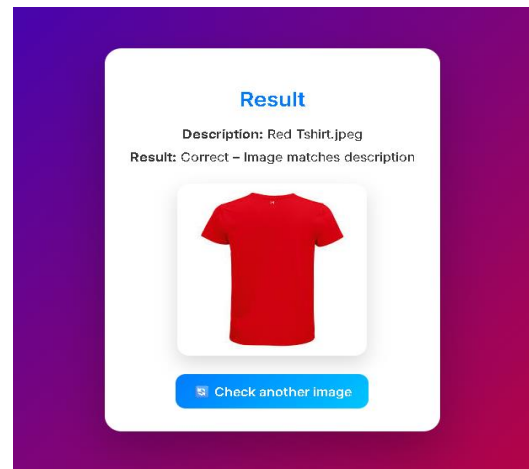 Result
Description: Red Tshirt.jpeg
Result: Correct – Image matches description
Check another image